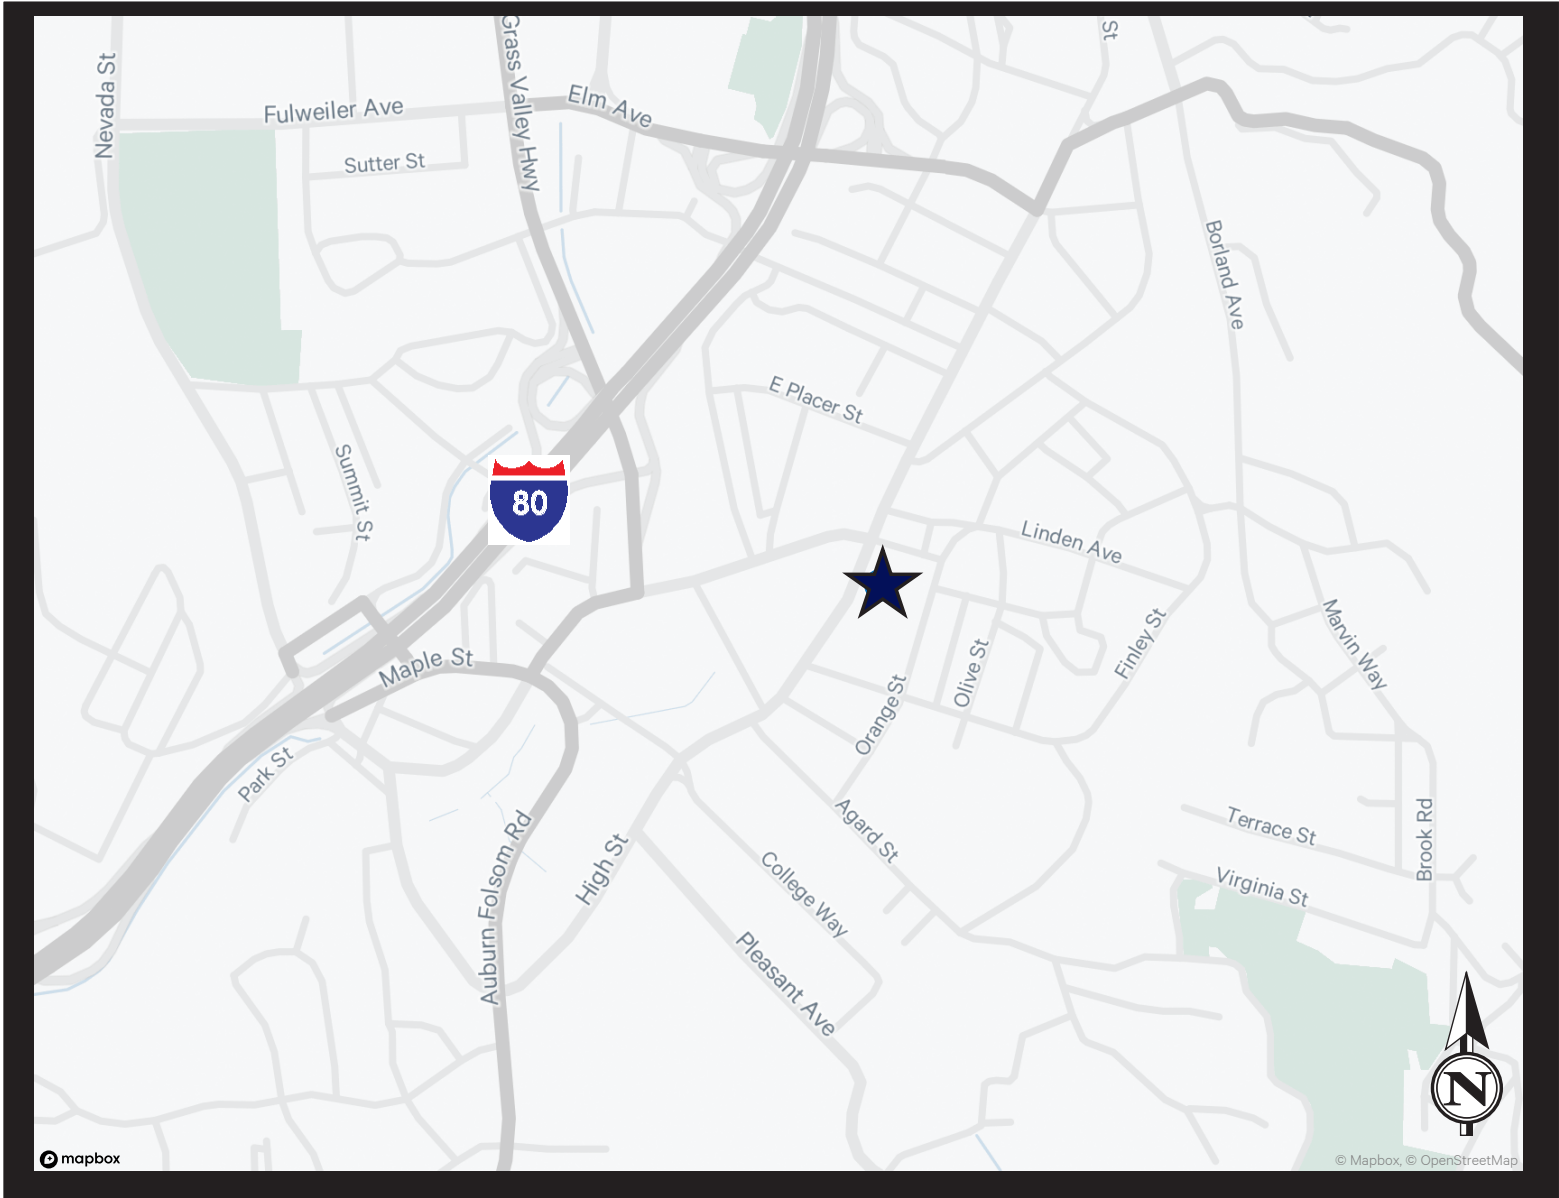 St
Grass Valley Hwy
Nevada St
Elm Ave
Fulweiler Ave
Sutter St
Borland Ave
E Placer St
Summit St
80
Linden Ave
Marvin Way
Finley St
Maple St
Olive St
Orange St
Park St
Agard St
Terrace St
Brook Rd
Auburn Folsom Rd
High St
College Way
Virginia St
Pleasant Ave
N
mapbox
© Mapbox, © OpenStreetMap